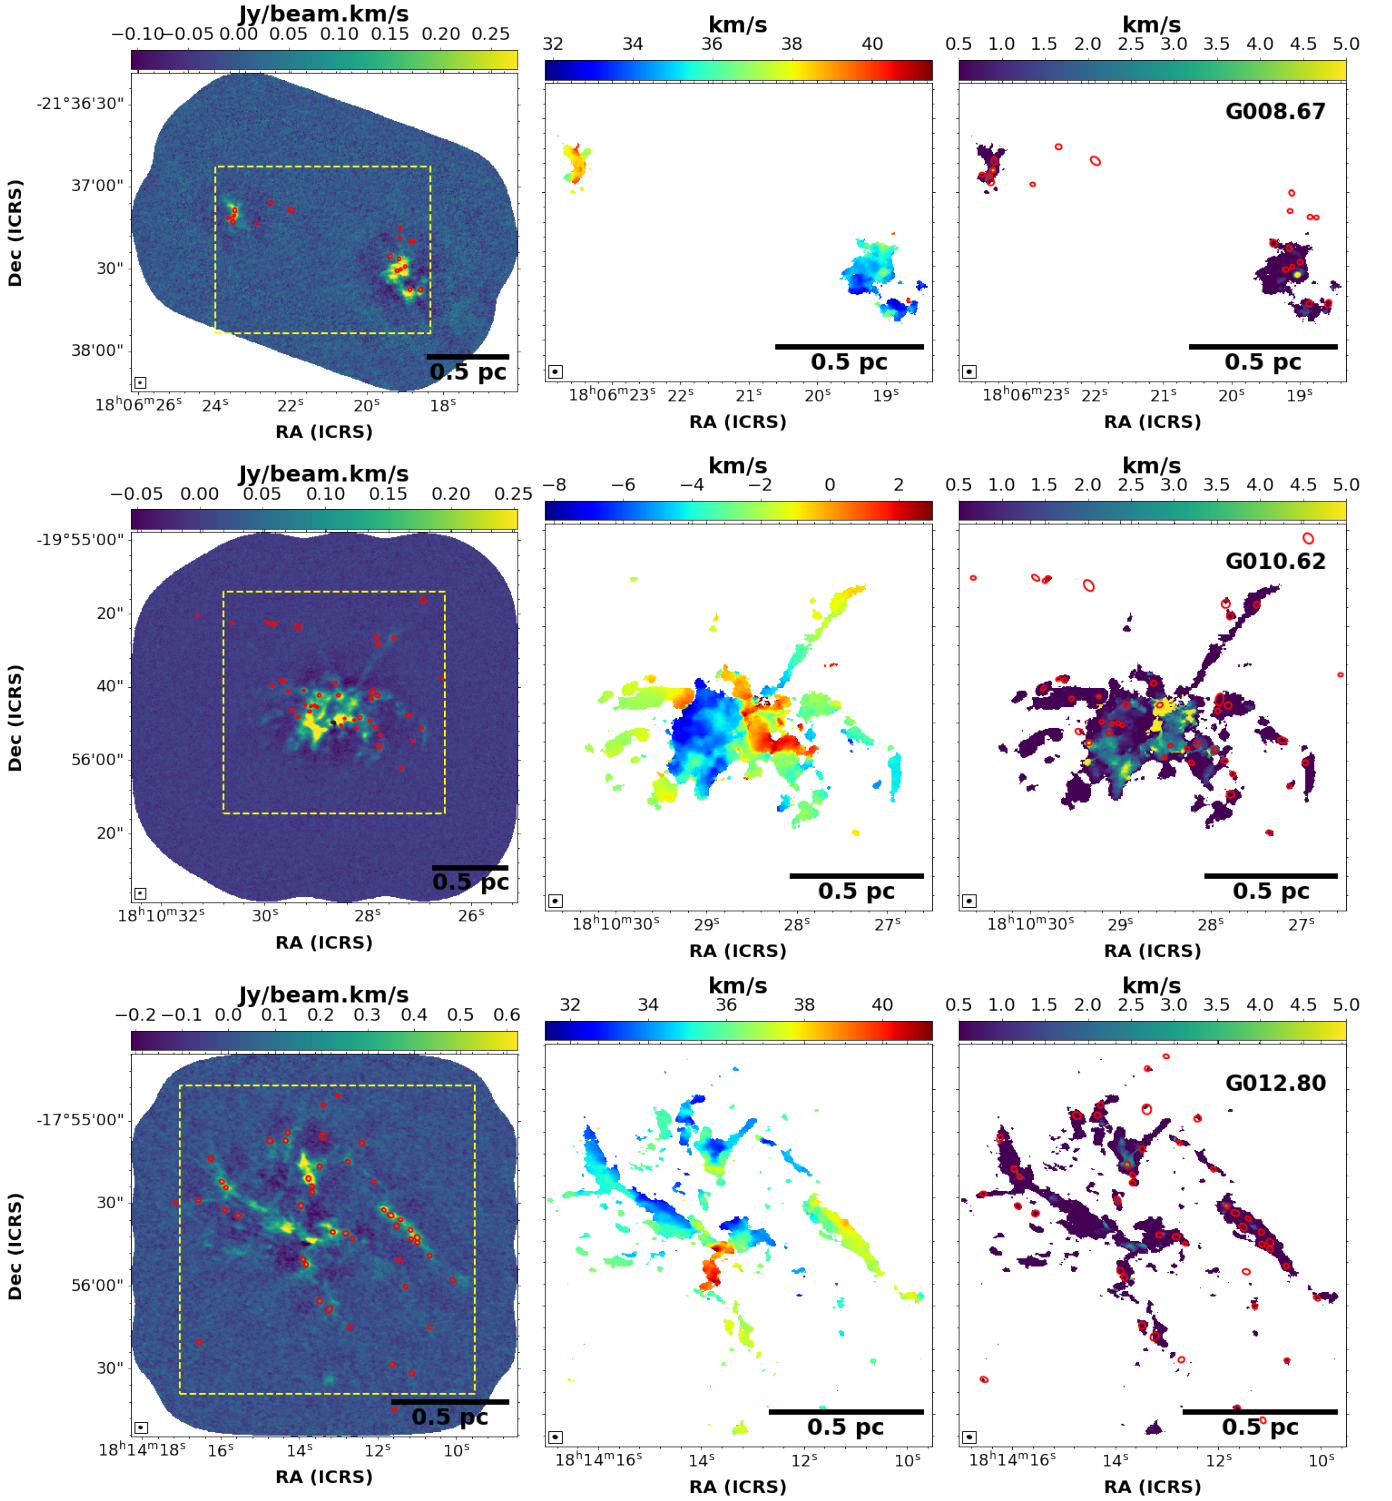 Jy/beam.km/s
−0.10 −0.05 0.00 0.05 0.10 0.15 0.20 0.25
-21°36'30"
37'00"
30"
38'00"
Dec (ICRS)
0.5 pc
18ʰ06ᵐ26ˢ 24ˢ 22ˢ 20ˢ 18ˢ
RA (ICRS)
km/s
32 34 36 38 40
0.5 pc
18ʰ06ᵐ23ˢ 22ˢ 21ˢ 20ˢ 19ˢ
RA (ICRS)
km/s
0.5 1.0 1.5 2.0 2.5 3.0 3.5 4.0 4.5 5.0
G008.67
0.5 pc
18ʰ06ᵐ23ˢ 22ˢ 21ˢ 20ˢ 19ˢ
RA (ICRS)
Jy/beam.km/s
−0.05 0.00 0.05 0.10 0.15 0.20 0.25
-19°55'00"
20"
40"
56'00"
20"
Dec (ICRS)
0.5 pc
18ʰ10ᵐ32ˢ 30ˢ 28ˢ 26ˢ
RA (ICRS)
km/s
−8 −6 −4 −2 0 2
0.5 pc
18ʰ10ᵐ30ˢ 29ˢ 28ˢ 27ˢ
RA (ICRS)
km/s
0.5 1.0 1.5 2.0 2.5 3.0 3.5 4.0 4.5 5.0
G010.62
0.5 pc
18ʰ10ᵐ30ˢ 29ˢ 28ˢ 27ˢ
RA (ICRS)
Jy/beam.km/s
−0.2 −0.1 0.0 0.1 0.2 0.3 0.4 0.5 0.6
-17°55'00"
30"
56'00"
30"
Dec (ICRS)
0.5 pc
18ʰ14ᵐ18ˢ 16ˢ 14ˢ 12ˢ 10ˢ
RA (ICRS)
km/s
32 34 36 38 40
0.5 pc
18ʰ14ᵐ16ˢ 14ˢ 12ˢ 10ˢ
RA (ICRS)
km/s
0.5 1.0 1.5 2.0 2.5 3.0 3.5 4.0 4.5 5.0
G012.80
0.5 pc
18ʰ14ᵐ16ˢ 14ˢ 12ˢ 10ˢ
RA (ICRS)